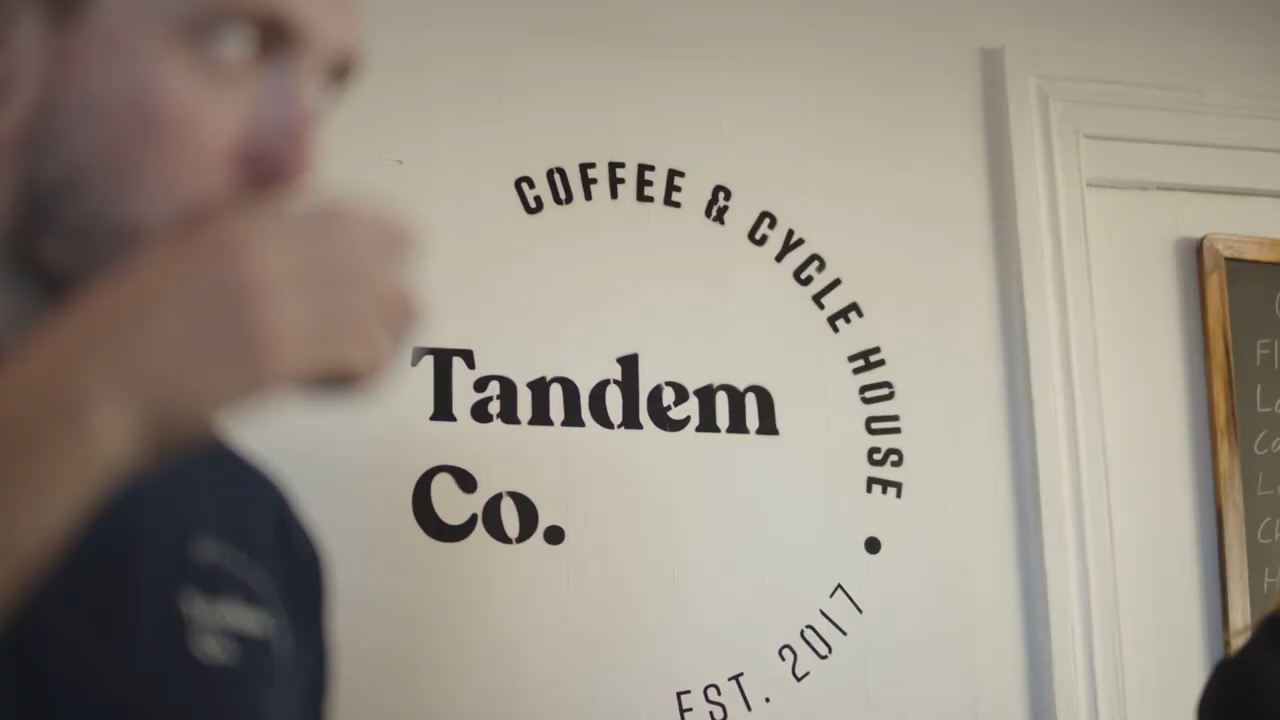 COFFEE & CYCLE HOUSE •
Tandem
Co.
EST. 2017